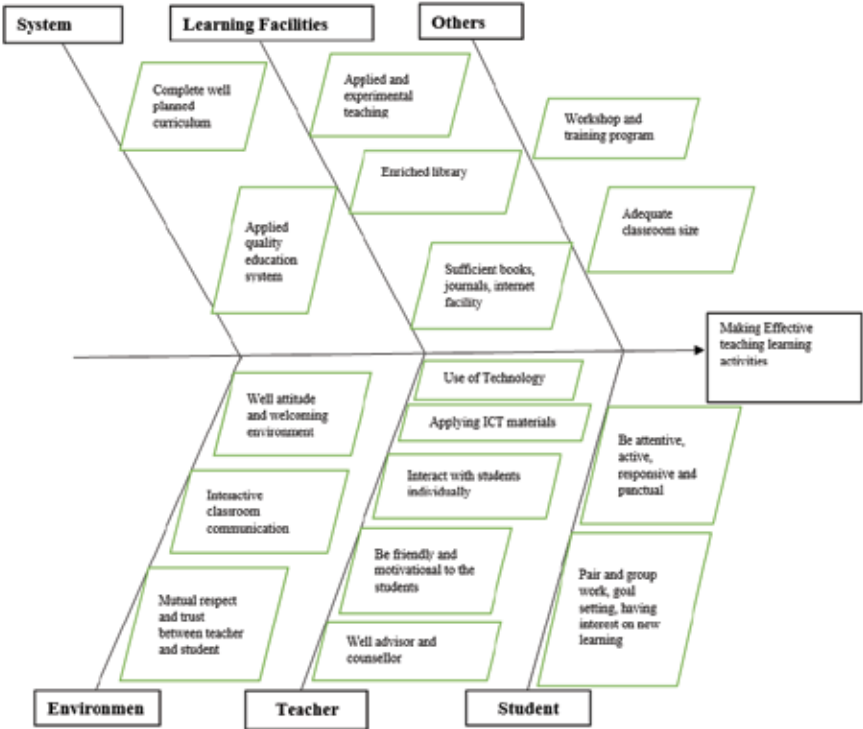 System
Learning Facilities
Others
Complete well
planned
curriculum
Applied
quality
education
system
Applied and
experimental
teaching
Enriched library
Sufficient books,
journals, internet
facility
Workshop and
training program
Adequate
classroom size
Making Effective
teaching learning
activities
Well attitude
and welcoming
environment
Interactive
classroom
communication
Mutual respect
and trust
between teacher
and student
Use of Technology
Applying ICT materials
Interact with students
individually
Be friendly and
motivational to the
students
Well advisor and
counsellor
Be attentive,
active,
responsive and
punctual
Pair and group
work, goal
setting, having
interest on new
learning
Environmen
Teacher
Student